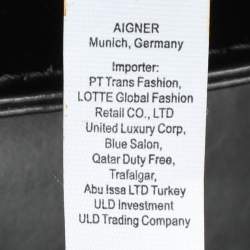 AIGNER
Munich, Germany
Importer:
PT Trans Fashion,
LOTTE Global Fashion
Retail CO., LTD
United Luxury Corp,
Blue Salon,
Qatar Duty Free,
Trafalgar,
Abu Issa LTD Turkey
ULD Investment
ULD Trading Company